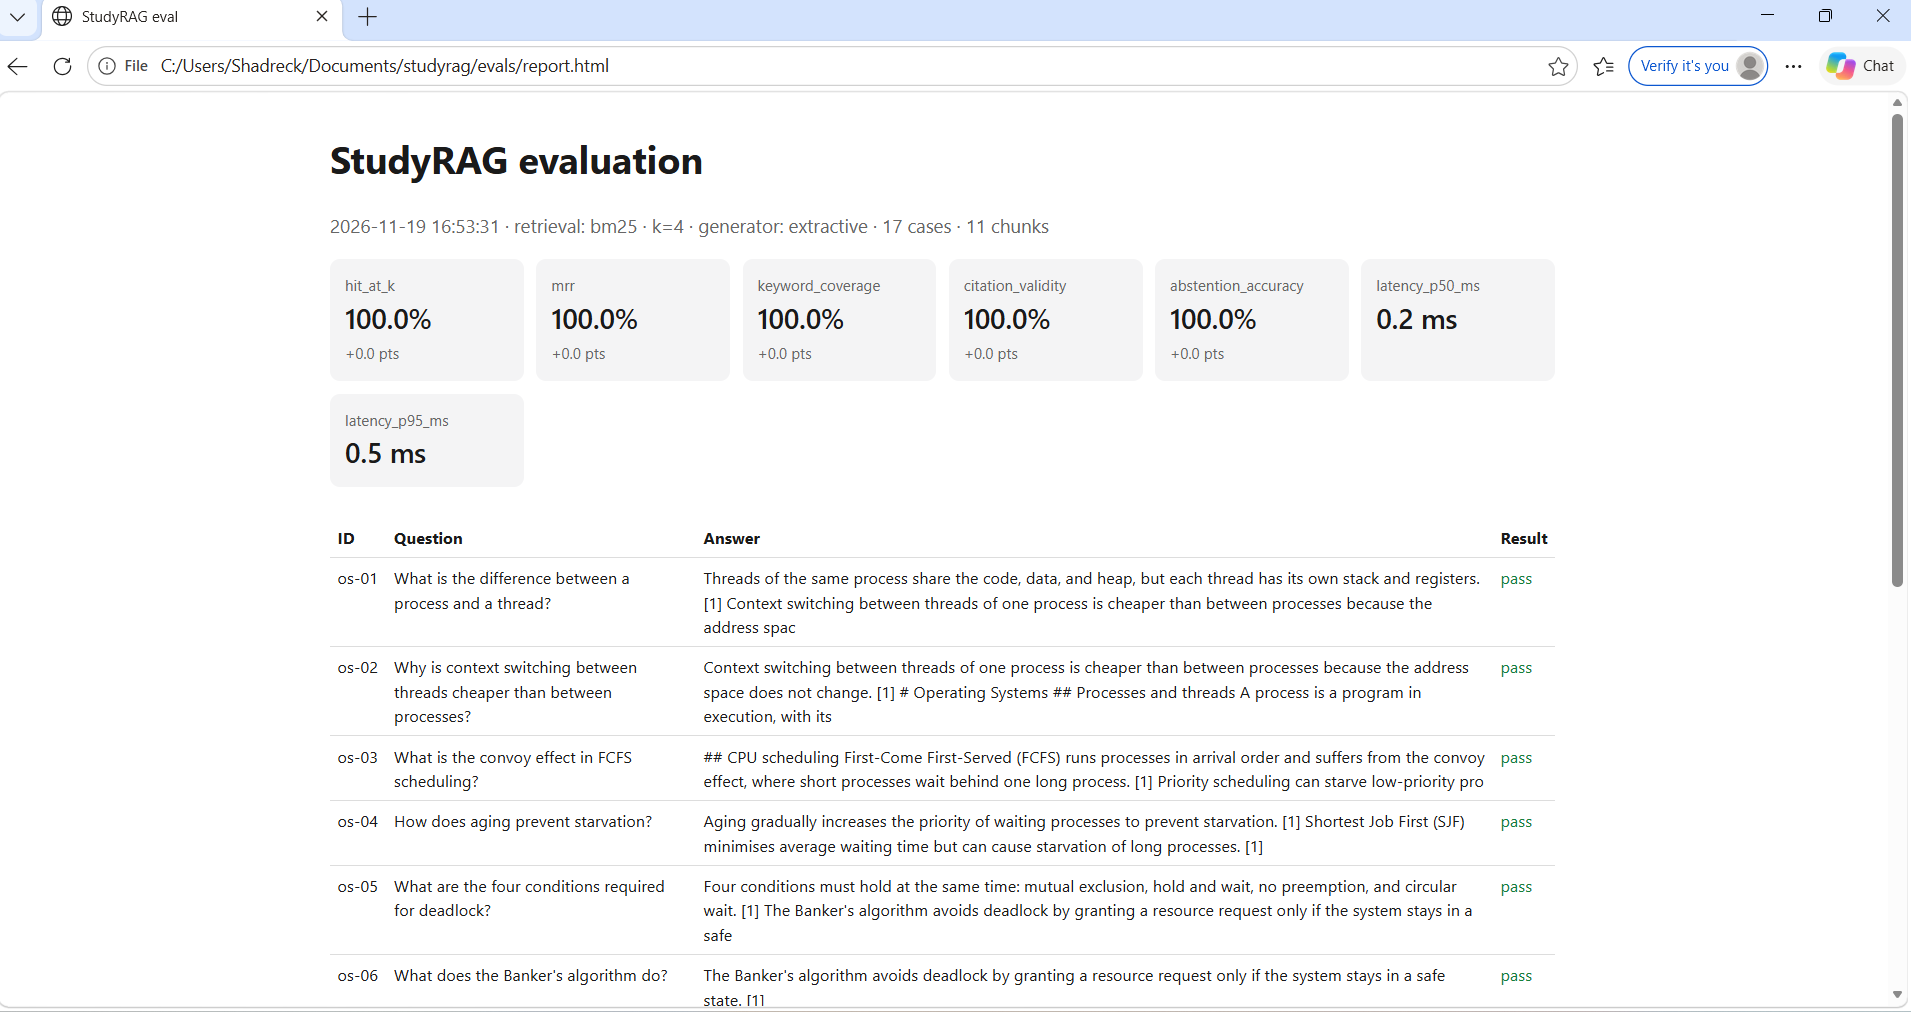 StudyRAG eval
File C:/Users/Shadreck/Documents/studyrag/evals/report.html
Verify it's you
Chat
StudyRAG evaluation
2026-11-19 16:53:31 · retrieval: bm25 · k=4 · generator: extractive · 17 cases · 11 chunks
hit_at_k
100.0%
+0.0 pts
mrr
100.0%
+0.0 pts
keyword_coverage
100.0%
+0.0 pts
citation_validity
100.0%
+0.0 pts
abstention_accuracy
100.0%
+0.0 pts
latency_p50_ms
0.2 ms
latency_p95_ms
0.5 ms
ID Question Answer Result
os-01 What is the difference between a process and a thread?
Threads of the same process share the code, data, and heap, but each thread has its own stack and registers.
[1] Context switching between threads of one process is cheaper than between processes because the
address spac
pass
os-02 Why is context switching between
threads cheaper than between
processes?
Context switching between threads of one process is cheaper than between processes because the address
space does not change. [1] # Operating Systems ## Processes and threads A process is a program in
execution, with its
pass
os-03 What is the convoy effect in FCFS
scheduling?
## CPU scheduling First-Come First-Served (FCFS) runs processes in arrival order and suffers from the convoy
effect, where short processes wait behind one long process. [1] Priority scheduling can starve low-priority pro
pass
os-04 How does aging prevent starvation?
Aging gradually increases the priority of waiting processes to prevent starvation. [1] Shortest Job First (SJF)
minimises average waiting time but can cause starvation of long processes. [1]
pass
os-05 What are the four conditions required
for deadlock?
Four conditions must hold at the same time: mutual exclusion, hold and wait, no preemption, and circular
wait. [1] The Banker's algorithm avoids deadlock by granting a resource request only if the system stays in a
safe
pass
os-06 What does the Banker's algorithm do?
The Banker's algorithm avoids deadlock by granting a resource request only if the system stays in a safe
state. [1]
pass